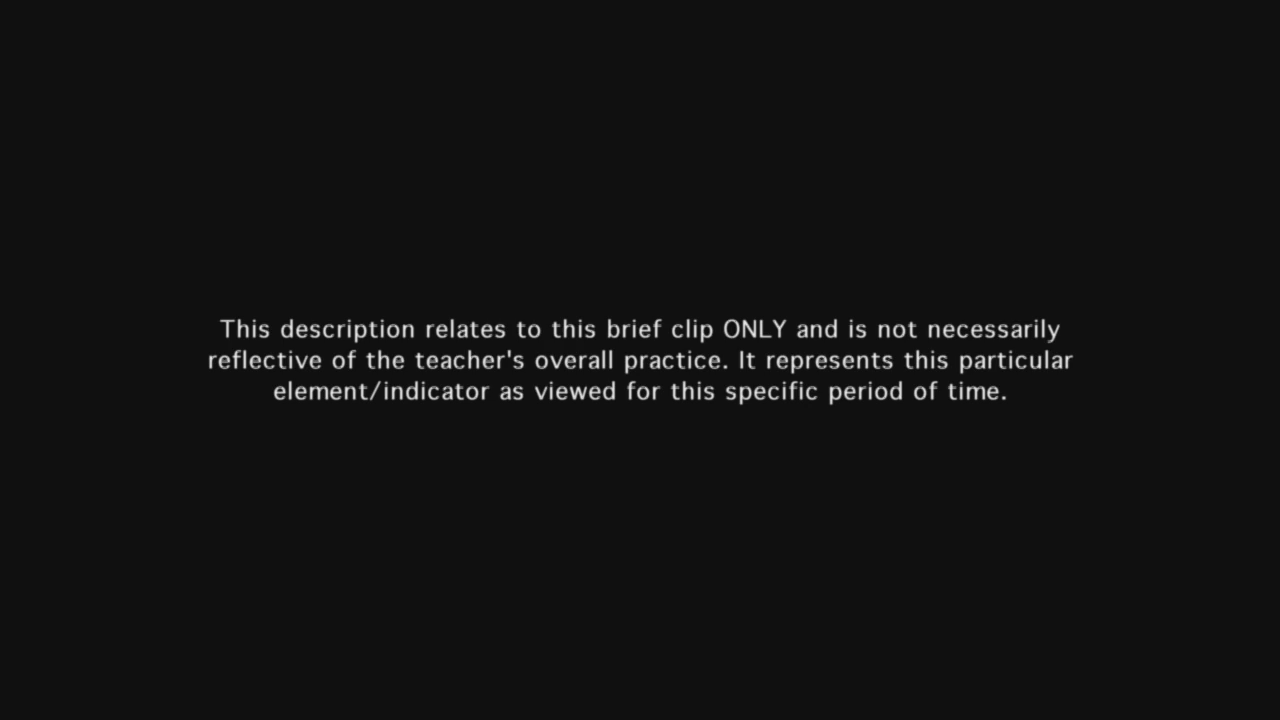 This description relates to this brief clip ONLY and is not necessarily
reflective of the teacher's overall practice. It represents this particular
element/indicator as viewed for this specific period of time.